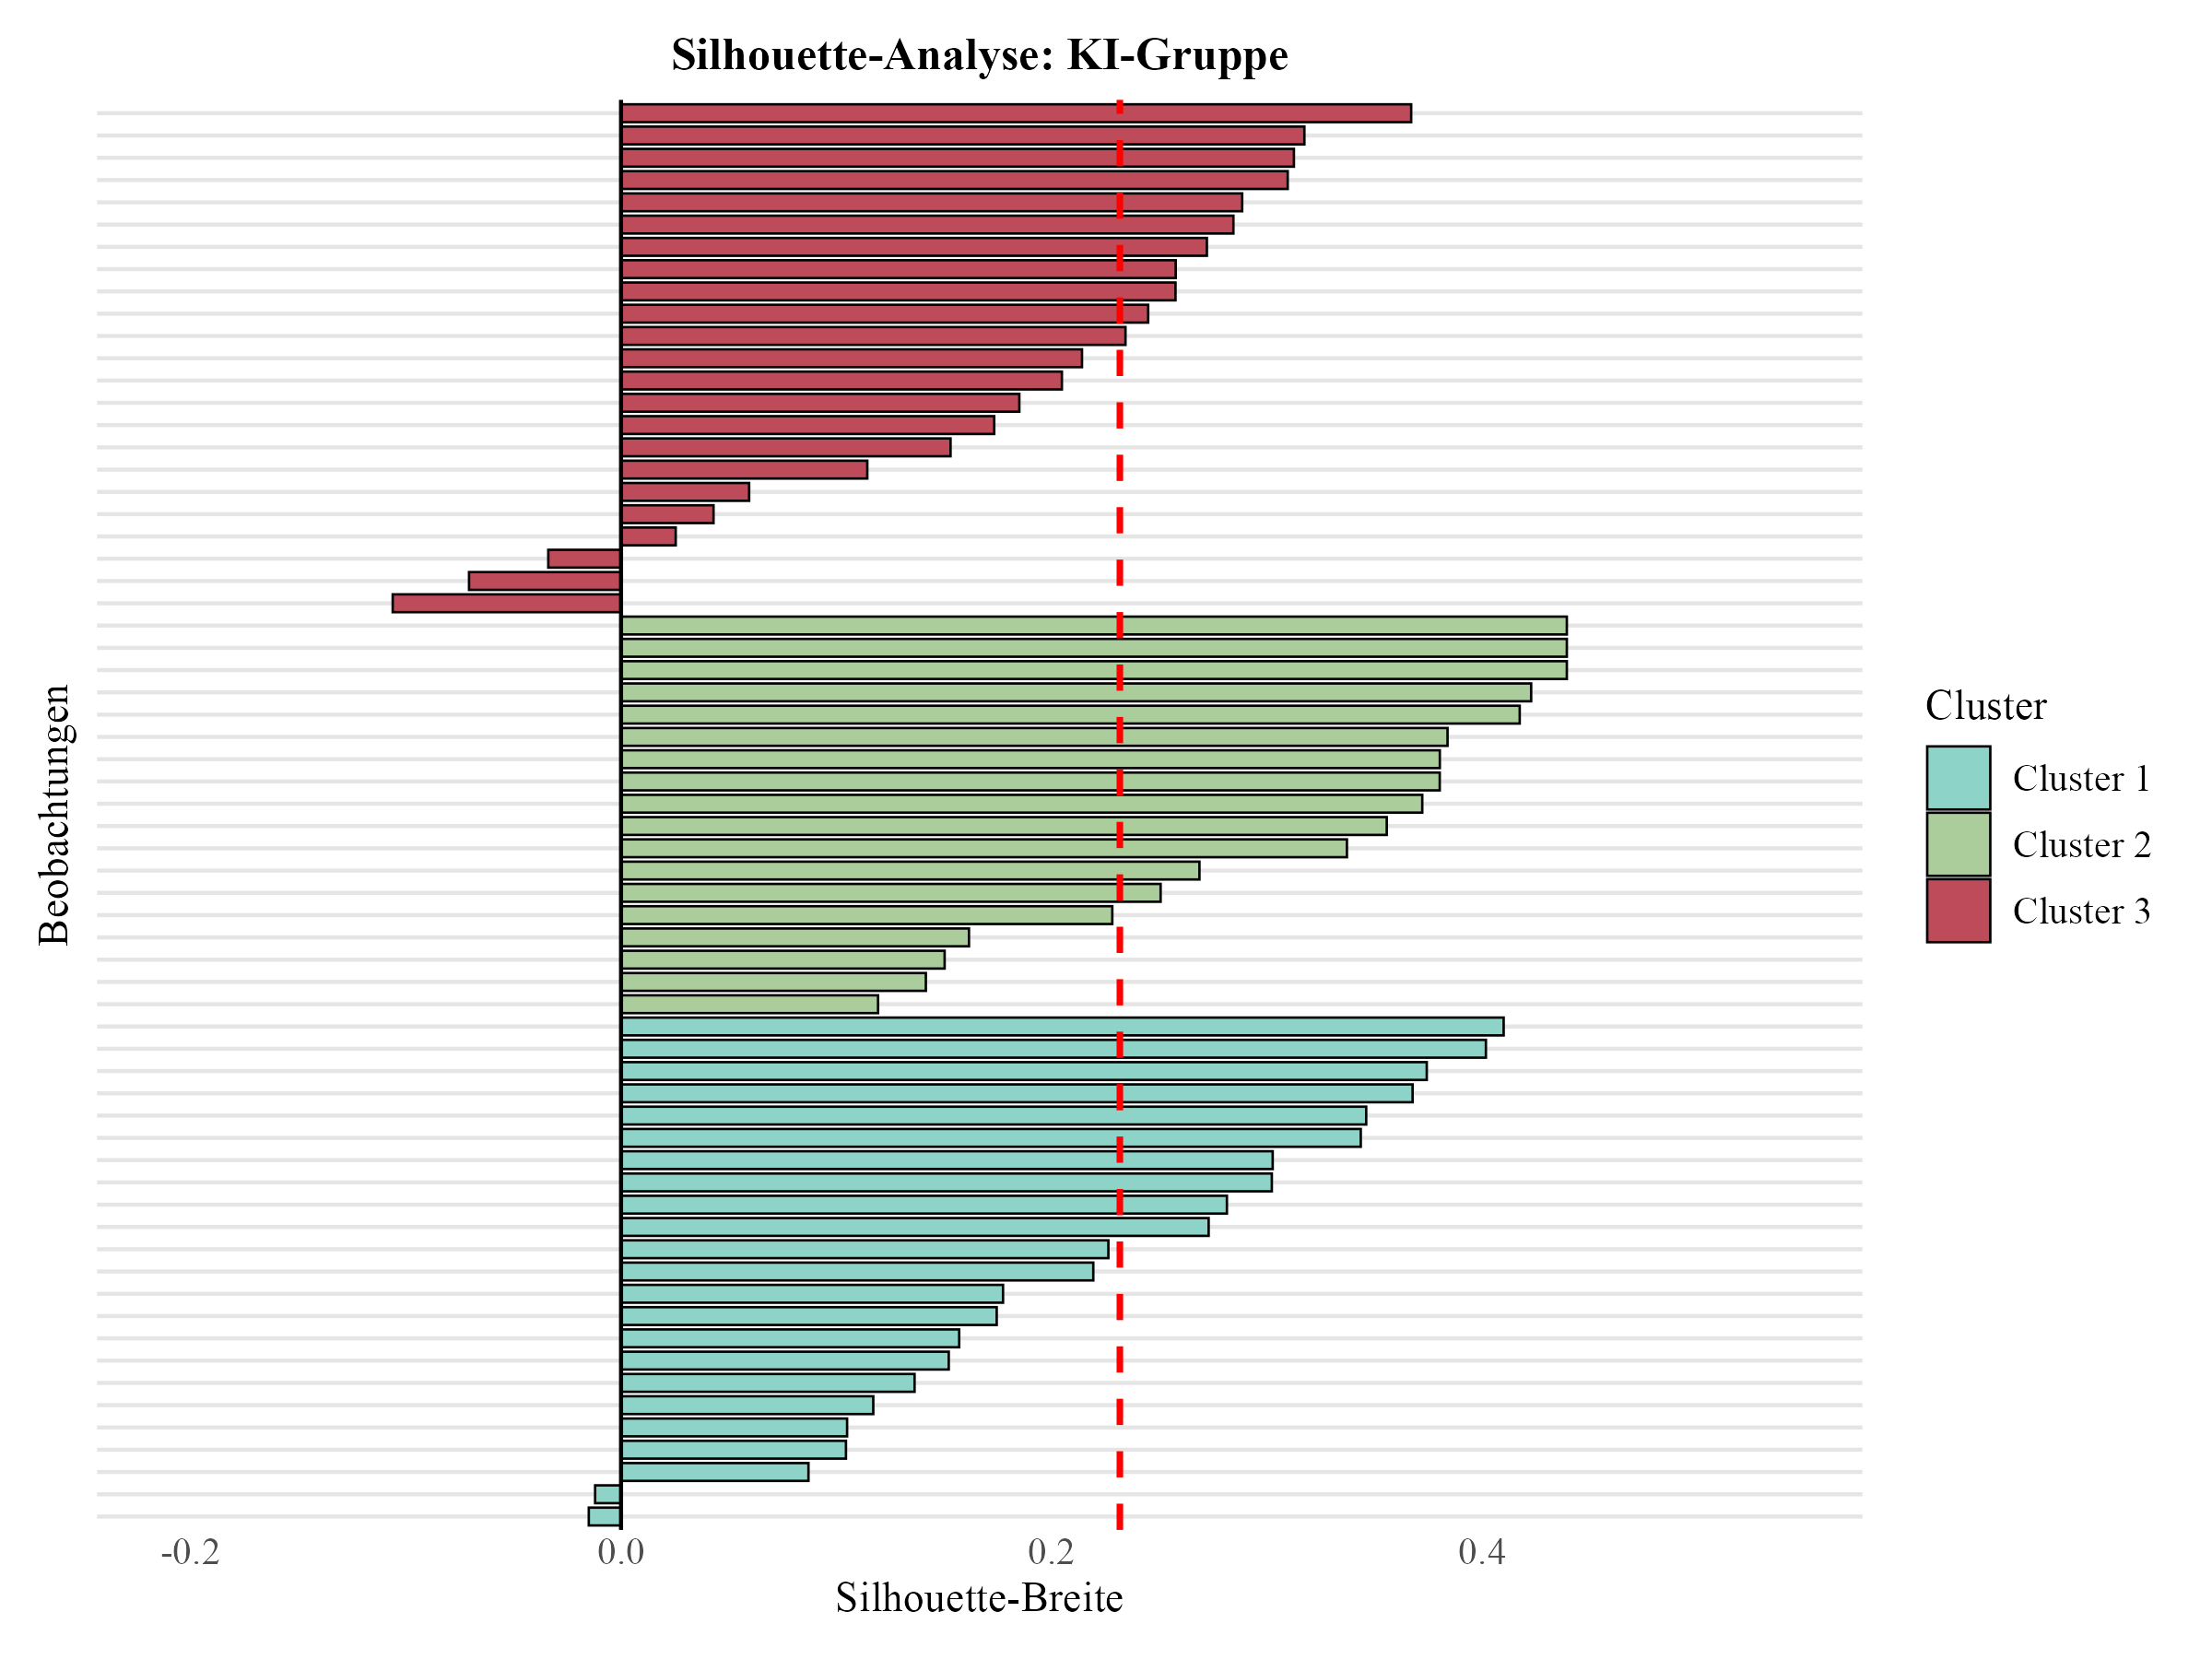 Silhouette-Analyse: KI-Gruppe
Beobachtungen
Cluster
Cluster 1
Cluster 2
Cluster 3
-0.2 0.0 0.2 0.4
Silhouette-Breite